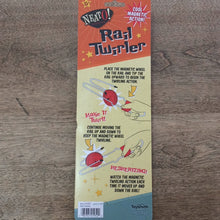 NEATO!
COOL
MAGNETIC
ACTION!
Rail
Twirler
PLACE THE MAGNETIC WHEEL
ON THE RAIL AND TIP THE
RAIL UPWARD TO BEGIN THE
TWIRLING ACTION.
MAKE IT
TWIRL!
CONTINUE MOVING THE
RAIL UP AND DOWN TO
KEEP THE MAGNETIC WHEEL
TWIRLING.
WATCH THE MAGNETIC
TWIRLING ACTION EACH
TIME IT MOVES UP AND
DOWN THE RAIL!
Toysmith